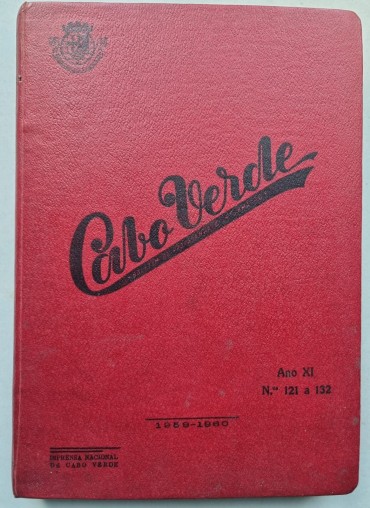 Cabo Verde
Ano XI
N.ºˢ 121 a 132
1959-1960
IMPRENSA NACIONAL
DE CABO VERDE